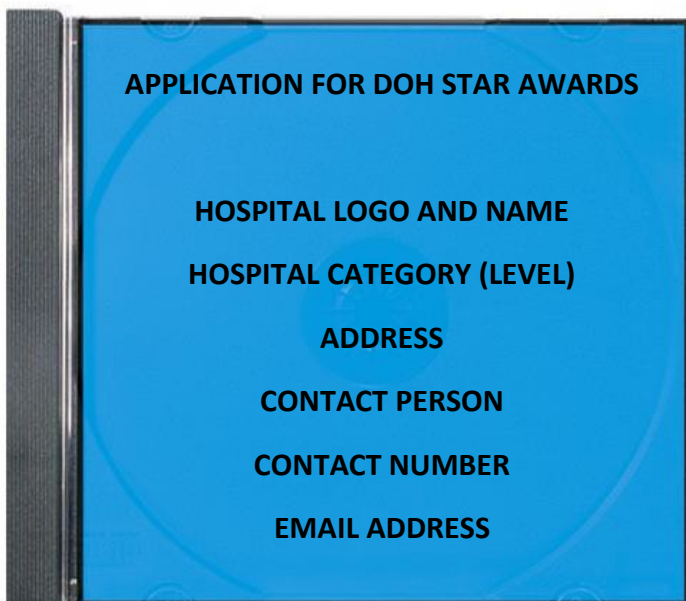 APPLICATION FOR DOH STAR AWARDS
HOSPITAL LOGO AND NAME
HOSPITAL CATEGORY (LEVEL)
ADDRESS
CONTACT PERSON
CONTACT NUMBER
EMAIL ADDRESS